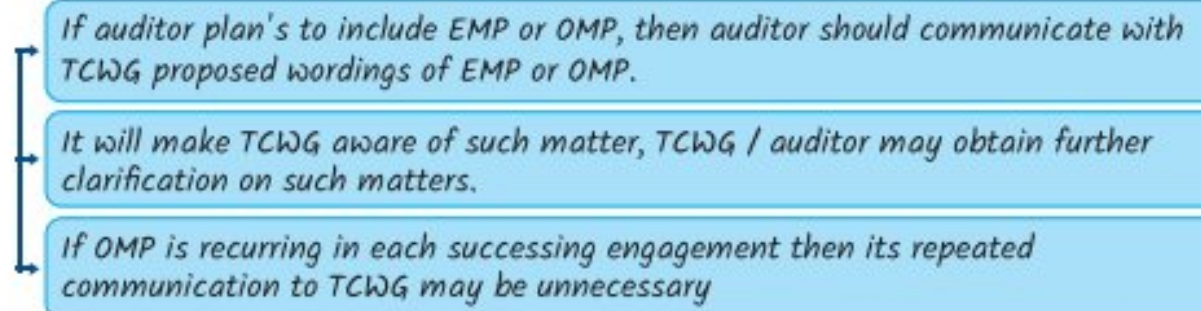 If auditor plan's to include EMP or OMP, then auditor should communicate with
TCWG proposed wordings of EMP or OMP.
It will make TCWG aware of such matter, TCWG / auditor may obtain further
clarification on such matters.
If OMP is recurring in each successing engagement then its repeated
communication to TCWG may be unnecessary